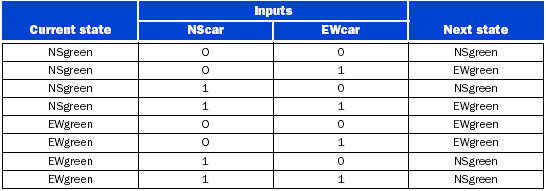 Inputs
Current state NScar EWcar Next state
NSgreen 0 0 NSgreen
NSgreen 0 1 EWgreen
NSgreen 1 0 NSgreen
NSgreen 1 1 EWgreen
EWgreen 0 0 EWgreen
EWgreen 0 1 EWgreen
EWgreen 1 0 NSgreen
EWgreen 1 1 NSgreen